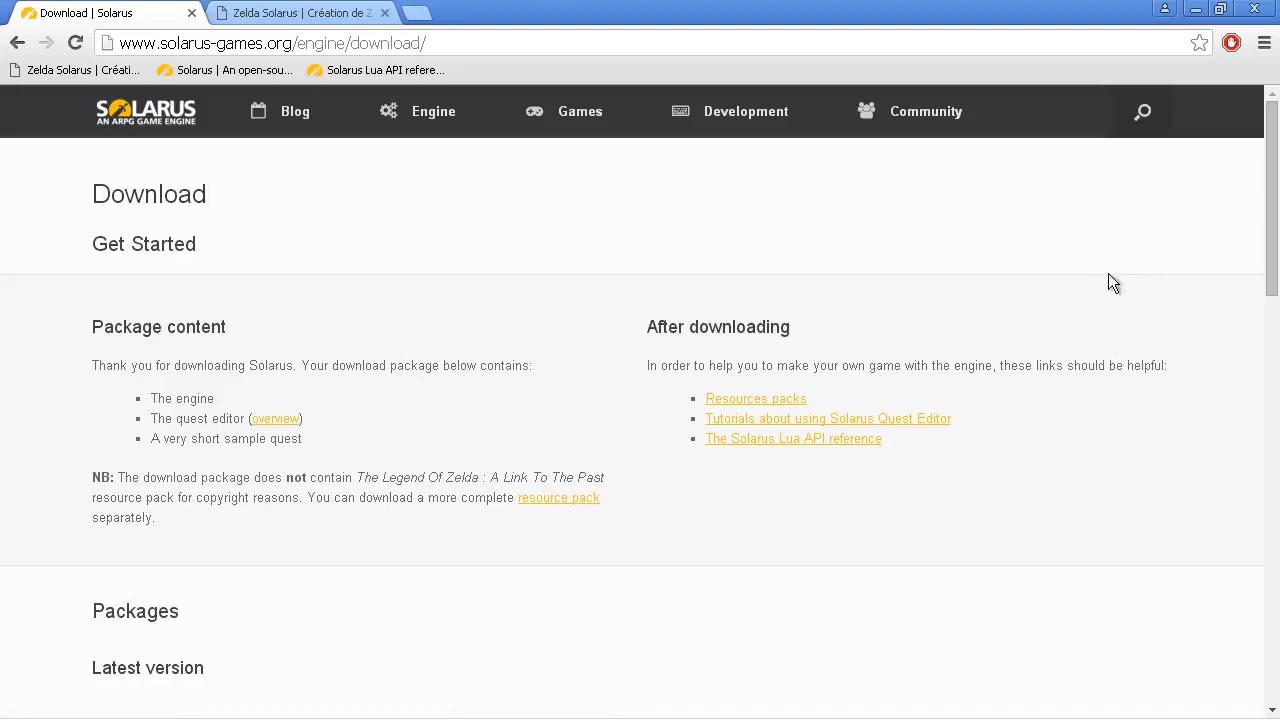 Download | Solarus
Zelda Solarus | Création de Z
www.solarus-games.org/engine/download/
Zelda Solarus | Créati...
Solarus | An open-sou...
Solarus Lua API refere...
SOLARUS
AN ARPG GAME ENGINE
Blog
Engine
Games
Development
Community
Download
Get Started
Package content
Thank you for downloading Solarus. Your download package below contains:
The engine
The quest editor (overview)
A very short sample quest
NB: The download package does not contain The Legend Of Zelda : A Link To The Past
resource pack for copyright reasons. You can download a more complete resource pack
separately.
After downloading
In order to help you to make your own game with the engine, these links should be helpful:
Resources packs
Tutorials about using Solarus Quest Editor
The Solarus Lua API reference
Packages
Latest version